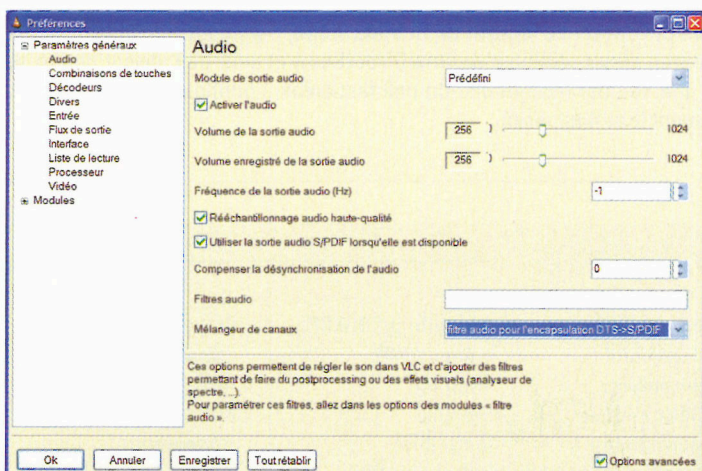 Préférences
Paramètres généraux
Audio
Combinaisons de touches
Décodeurs
Divers
Entrée
Flux de sortie
Interface
Liste de lecture
Processeur
Vidéo
Modules
Audio
Module de sortie audio Prédéfini
Activer l'audio
Volume de la sortie audio 256 1024
Volume enregistré de la sortie audio 256 1024
Fréquence de la sortie audio (Hz) -1
Rééchantillonnage audio haute-qualité
Utiliser la sortie audio S/PDIF lorsqu'elle est disponible
Compenser la désynchronisation de l'audio 0
Filtres audio
Mélangeur de canaux filtre audio pour l'encapsulation DTS->S/PDIF
Ces options permettent de régler le son dans VLC et d'ajouter des filtres
permettant de faire du postprocessing ou des effets visuels (analyseur de
spectre, ...).
Pour paramétrer ces filtres, allez dans les options des modules « filtre
audio ».
Ok Annuler Enregistrer Tout rétablir Options avancées